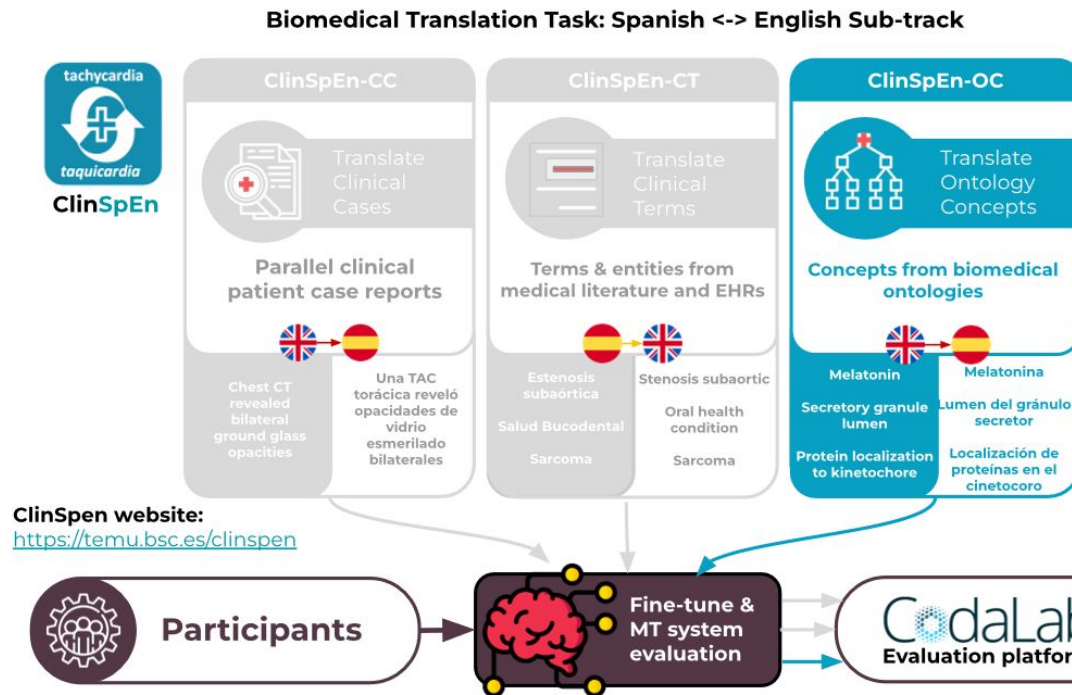 Biomedical Translation Task: Spanish <-> English Sub-track
tachycardia
taquicardia
ClinSpEn
ClinSpEn-CC
Translate
Clinical
Cases
Parallel clinical
patient case reports
Chest CT
revealed
bilateral
ground glass
opacities
Una TAC
torácica reveló
opacidades de
vidrio
esmerilado
bilaterales
ClinSpEn-CT
Translate
Clinical
Terms
Terms & entities from
medical literature and EHRs
Estenosis
subaórtica
Salud Bucodental
Sarcoma
Stenosis subaortic
Oral health
condition
Sarcoma
ClinSpEn-OC
Translate
Ontology
Concepts
Concepts from biomedical
ontologies
Melatonin
Secretory granule
lumen
Protein localization
to kinetochore
Melatonina
Lumen del gránulo
secretor
Localización de
proteínas en el
cinetocoro
ClinSpen website:
https://temu.bsc.es/clinspen
Participants
Fine-tune &
MT system
evaluation
CodaLab
Evaluation platform